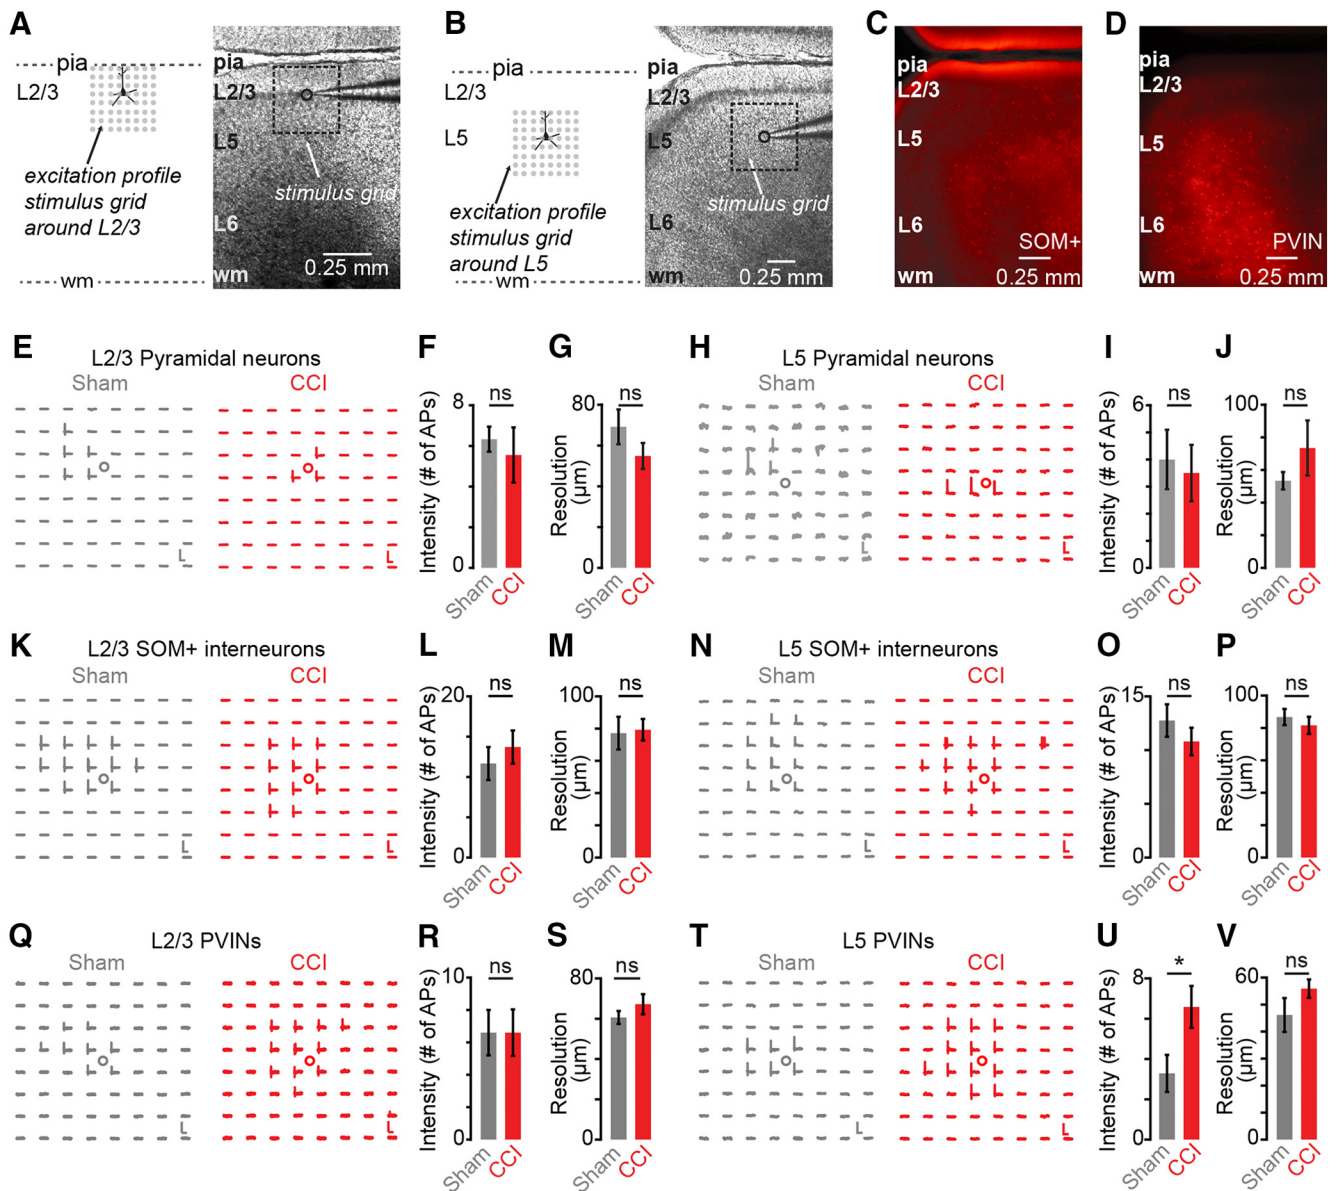 A
pia
L2/3
excitation profile
stimulus grid
around L2/3
wm
pia
L2/3
L5
stimulus grid
L6
wm
0.25 mm
B
pia
L2/3
L5
excitation profile
stimulus grid
around L5
wm
pia
L2/3
L5
stimulus grid
L6
wm
0.25 mm
C
pia
L2/3
L5
L6
wm
SOM+
0.25 mm
D
pia
L2/3
L5
L6
wm
PVIN
0.25 mm
E
L2/3 Pyramidal neurons
Sham
CCI
F
Intensity (# of APs)
8
0
ns
Sham
CCI
G
Resolution
(µm)
80
0
ns
Sham
CCI
H
L5 Pyramidal neurons
Sham
CCI
I
Intensity (# of APs)
6
0
ns
Sham
CCI
J
Resolution
(µm)
100
0
ns
Sham
CCI
K
L2/3 SOM+ interneurons
Sham
CCI
L
Intensity (# of APs)
20
0
ns
Sham
CCI
M
Resolution
(µm)
100
0
ns
Sham
CCI
N
L5 SOM+ interneurons
Sham
CCI
O
Intensity (# of APs)
15
0
ns
Sham
CCI
P
Resolution
(µm)
100
0
ns
Sham
CCI
Q
L2/3 PVINs
Sham
CCI
R
Intensity (# of APs)
10
0
ns
Sham
CCI
S
Resolution
(µm)
80
0
ns
Sham
CCI
T
L5 PVINs
Sham
CCI
U
Intensity (# of APs)
8
0
*
Sham
CCI
V
Resolution
(µm)
60
0
ns
Sham
CCI